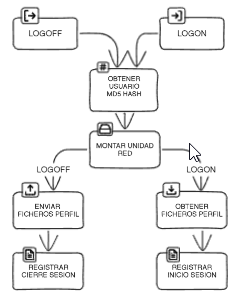 LOGOFF
LOGON
#
OBTENER
USUARIO
MD5 HASH
MONTAR UNIDAD
RED
LOGOFF
LOGON
ENVIAR
FICHEROS PERFIL
OBTENER
FICHEROS PERFIL
REGISTRAR
CIERRE SESION
REGISTRAR
INICIO SESION